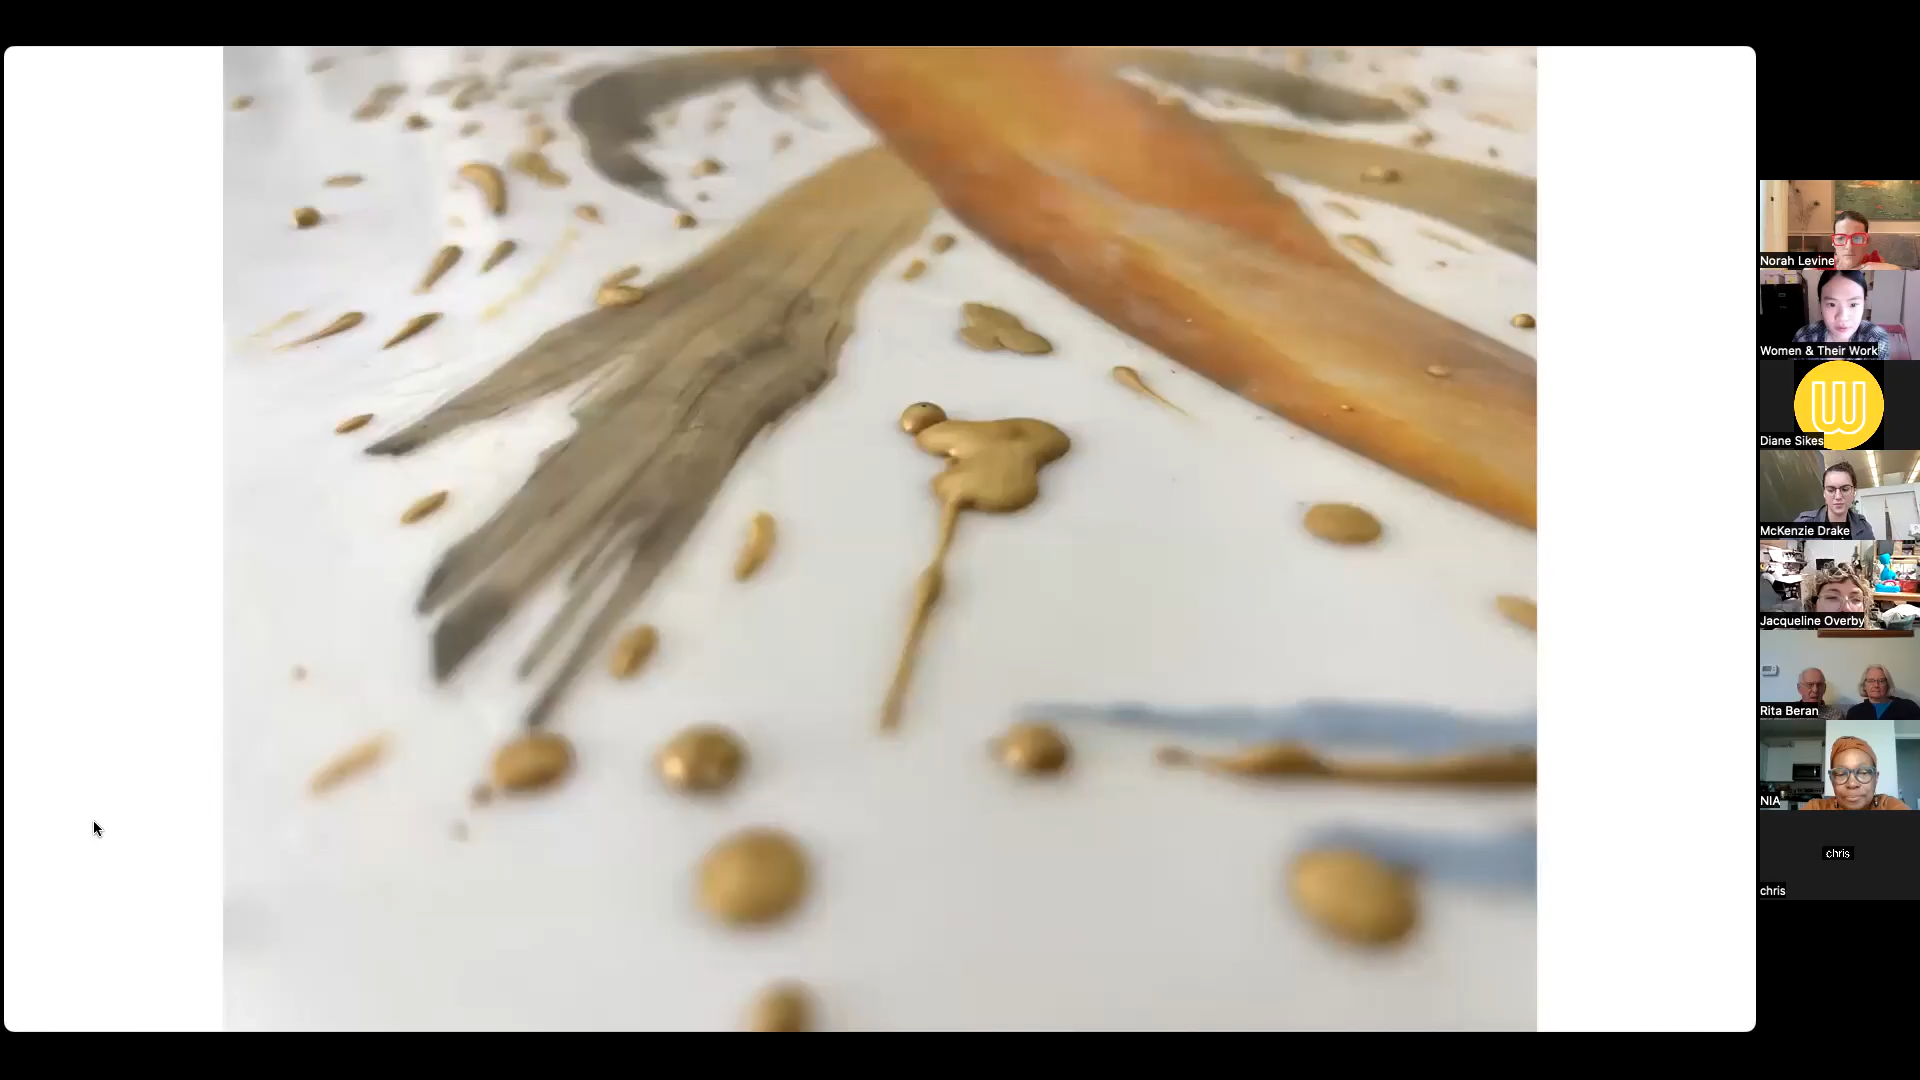 Norah Levine
Women & Their Work
W
Diane Sikes
McKenzie Drake
Jacqueline Overby
Rita Beran
NIA
chris
chris